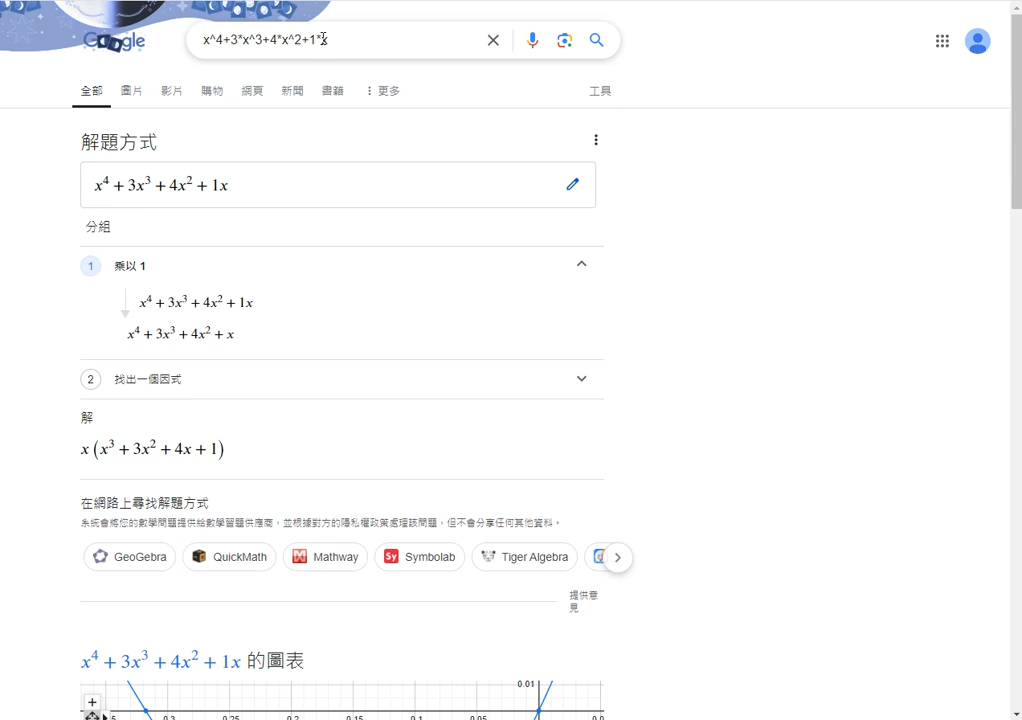 Google
x^4+3*x^3+4*x^2+1*x
全部 圖片 影片 購物 網頁 新聞 書籍 更多 工具
解題方式
x⁴ + 3x³ + 4x² + 1x
分組
1 乘以 1
x⁴ + 3x³ + 4x² + 1x
x⁴ + 3x³ + 4x² + x
2 找出一個因式
解
x (x³ + 3x² + 4x + 1)
在網路上尋找解題方式
系統會將您的數學問題提供給數學習題供應商，並根據對方的隱私權政策處理該問題，但不會分享任何其他資料。
GeoGebra QuickMath Mathway Sy Symbolab Tiger Algebra
提供意
見
x⁴ + 3x³ + 4x² + 1x 的圖表
0.01